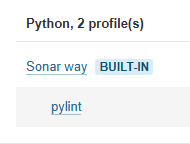 Python, 2 profile(s)
Sonar way BUILT-IN
pylint